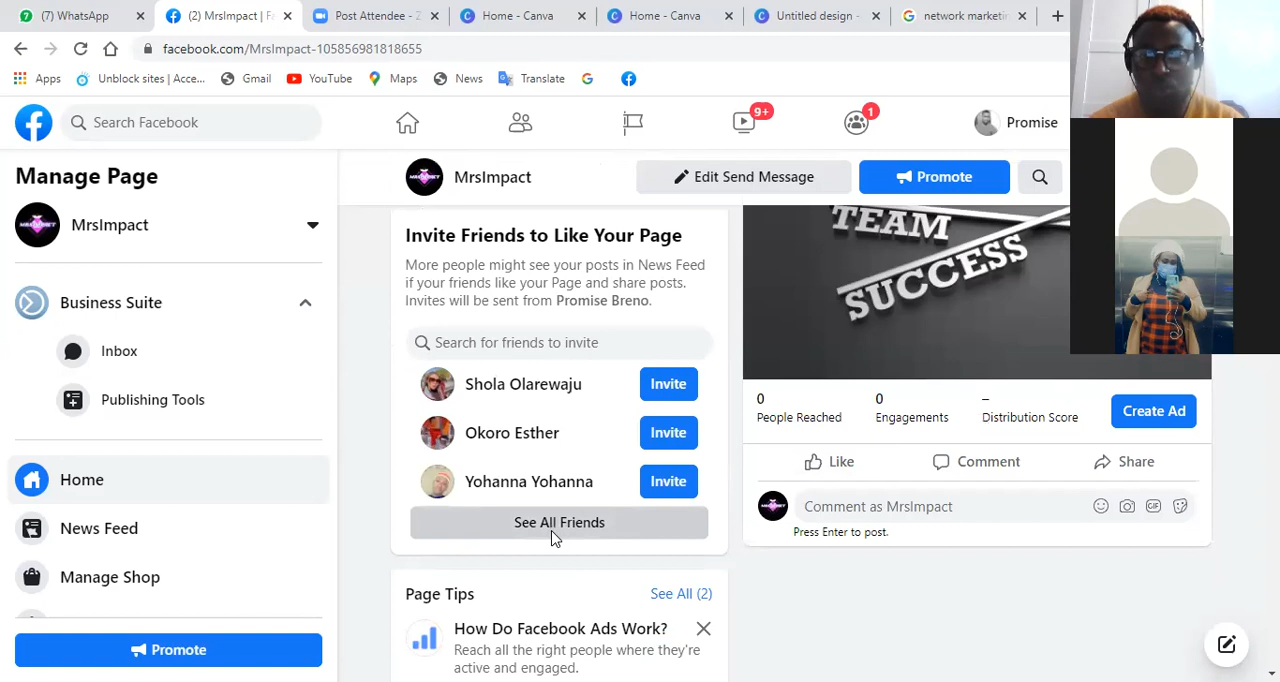 (7) WhatsApp
(2) MrsImpact | Fa
Post Attendee - Z
Home - Canva
Home - Canva
Untitled design -
network marketin
facebook.com/MrsImpact-105856981818655
Apps
Unblock sites | Acce...
Gmail
YouTube
Maps
News
Translate
Search Facebook
9+
1
Promise
Manage Page
MrsImpact
Business Suite
Inbox
Publishing Tools
Home
News Feed
Manage Shop
Promote
MrsImpact
Edit Send Message
Promote
Invite Friends to Like Your Page
More people might see your posts in News Feed
if your friends like your Page and share posts.
Invites will be sent from Promise Breno.
Search for friends to invite
Shola Olarewaju
Invite
Okoro Esther
Invite
Yohanna Yohanna
Invite
See All Friends
Page Tips
See All (2)
How Do Facebook Ads Work?
Reach all the right people where they're
active and engaged.
TEAM
SUCCESS
0
People Reached
0
Engagements
–
Distribution Score
Create Ad
Like
Comment
Share
Comment as MrsImpact
GIF
Press Enter to post.